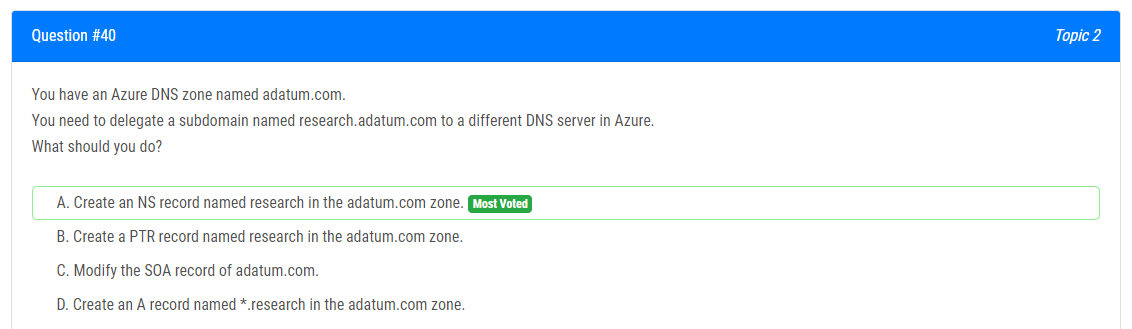 Question #40
Topic 2
You have an Azure DNS zone named adatum.com.
You need to delegate a subdomain named research.adatum.com to a different DNS server in Azure.
What should you do?
A. Create an NS record named research in the adatum.com zone. Most Voted
B. Create a PTR record named research in the adatum.com zone.
C. Modify the SOA record of adatum.com.
D. Create an A record named *.research in the adatum.com zone.